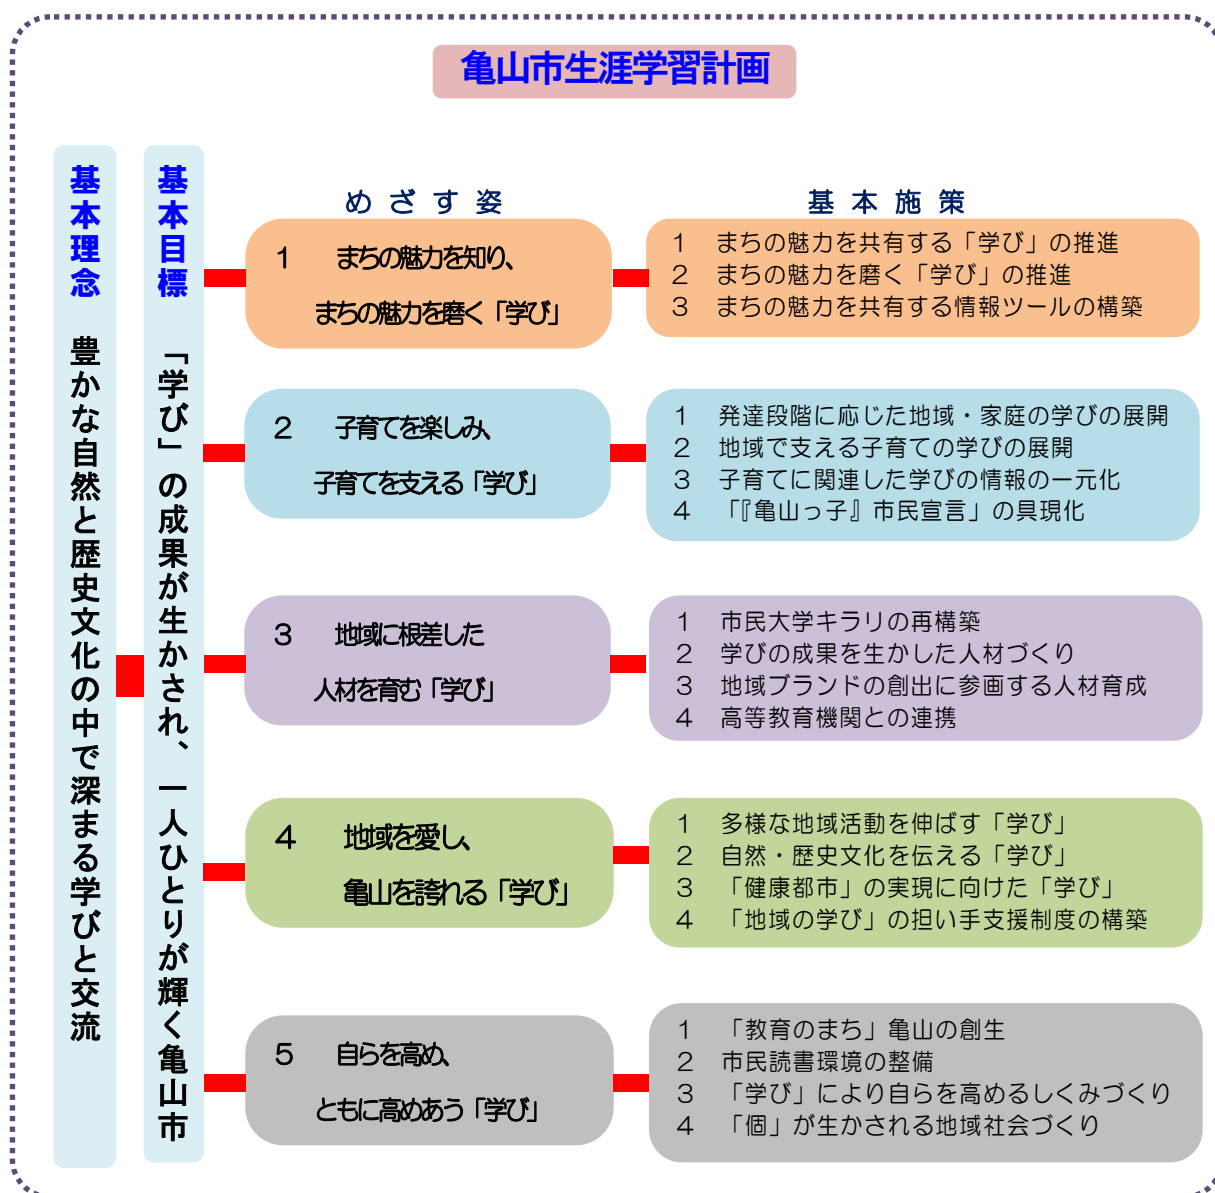 亀山市生涯学習計画
基本理念　豊かな自然と歴史文化の中で深まる学びと交流
基本目標　「学び」の成果が生かされ、一人ひとりが輝く亀山市
めざす姿
基本施策
1　まちの魅力を知り、
まちの魅力を磨く「学び」
1　まちの魅力を共有する「学び」の推進
2　まちの魅力を磨く「学び」の推進
3　まちの魅力を共有する情報ツールの構築
2　子育てを楽しみ、
子育てを支える「学び」
1　発達段階に応じた地域・家庭の学びの展開
2　地域で支える子育ての学びの展開
3　子育てに関連した学びの情報の一元化
4　「『亀山っ子』市民宣言」の具現化
3　地域に根差した
人材を育む「学び」
1　市民大学キラリの再構築
2　学びの成果を生かした人材づくり
3　地域ブランドの創出に参画する人材育成
4　高等教育機関との連携
4　地域を愛し、
亀山を誇れる「学び」
1　多様な地域活動を伸ばす「学び」
2　自然・歴史文化を伝える「学び」
3　「健康都市」の実現に向けた「学び」
4　「地域の学び」の担い手支援制度の構築
5　自らを高め、
ともに高めあう「学び」
1　「教育のまち」亀山の創生
2　市民読書環境の整備
3　「学び」により自らを高めるしくみづくり
4　「個」が生かされる地域社会づくり